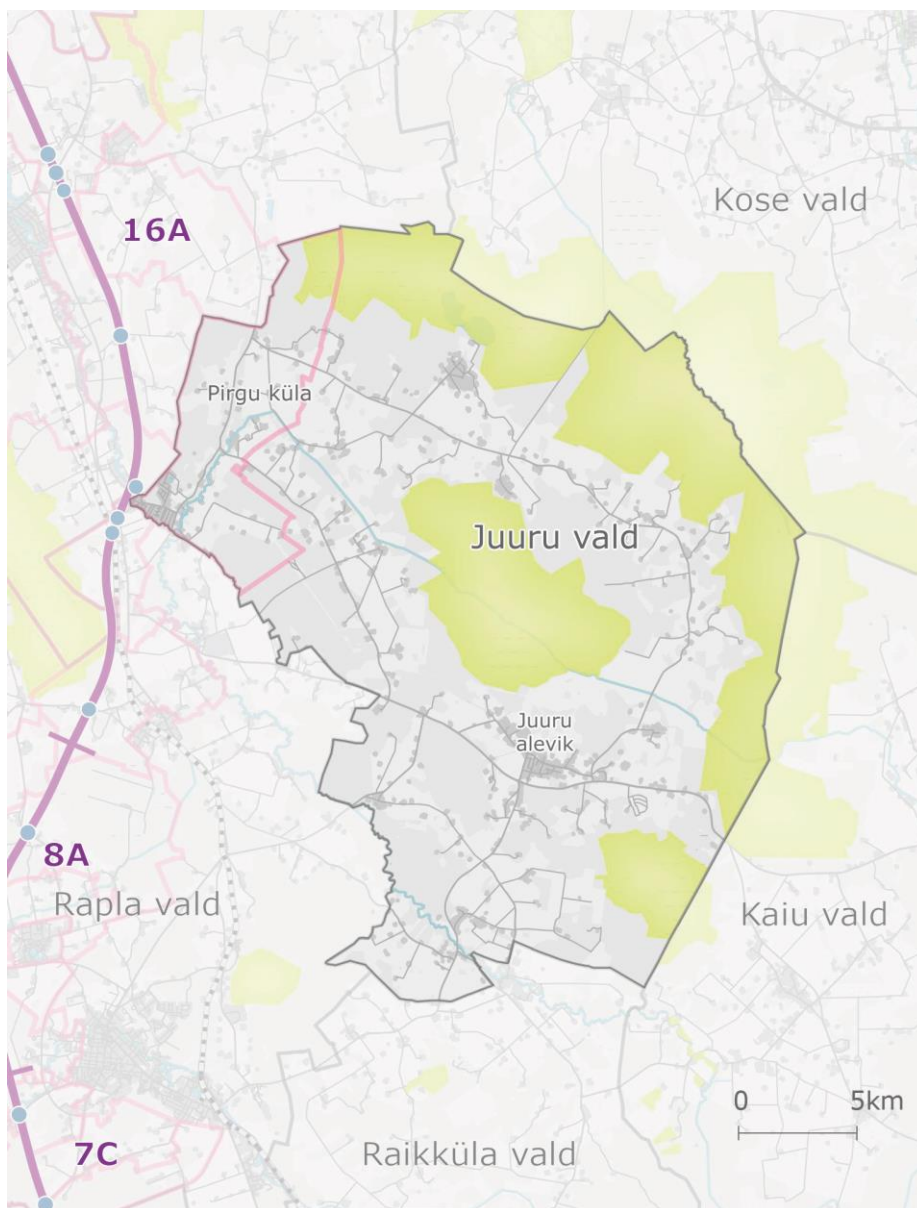 Kose vald
16A
Pirgu küla
Juuru vald
Juuru
alevik
8A
Rapla vald
Kaiu vald
0 5km
7C
Raikküla vald